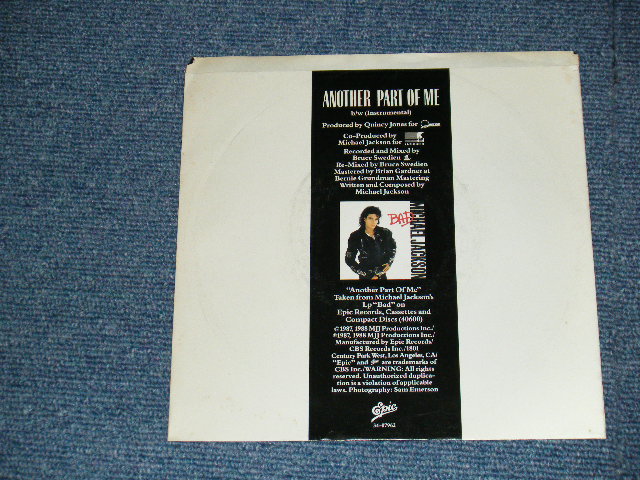 ANOTHER PART OF ME
b/w (Instrumental)
Produced by Quincy Jones for
Co-Produced by
Michael Jackson for
Recorded and Mixed by
Bruce Swedien
Re-Mixed by Bruce Swedien
Mastered by Brian Gardner at
Bernie Grundman Mastering
Written and Composed by
Michael Jackson
BAD
MICHAEL JACKSON
"Another Part Of Me"
Taken from Michael Jackson's
Lp "Bad" on
Epic Records, Cassettes and
Compact Discs (40600)
©1987, 1988 MJJ Productions Inc./
℗1987, 1988 MJJ Productions Inc./
Manufactured by Epic Records/
CBS Records Inc./1801
Century Park West, Los Angeles, CA/
"Epic" and are trademarks of
CBS Inc./WARNING: All rights
reserved. Unauthorized duplica-
tion is a violation of applicable
laws. Photography: Sam Emerson
Epic
34-07962